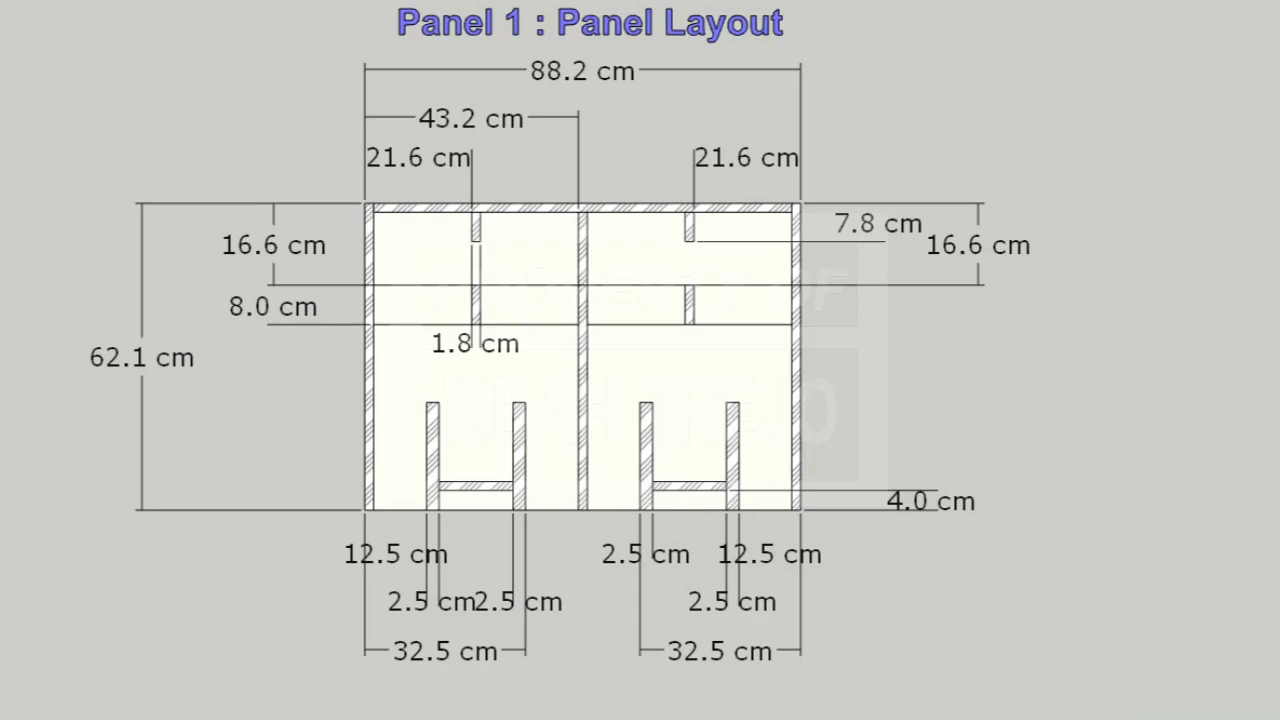 Panel 1 : Panel Layout
88.2 cm
43.2 cm
21.6 cm 21.6 cm
7.8 cm
16.6 cm 16.6 cm
8.0 cm
1.8 cm
62.1 cm
4.0 cm
12.5 cm 2.5 cm 12.5 cm
2.5 cm 2.5 cm 2.5 cm
32.5 cm 32.5 cm